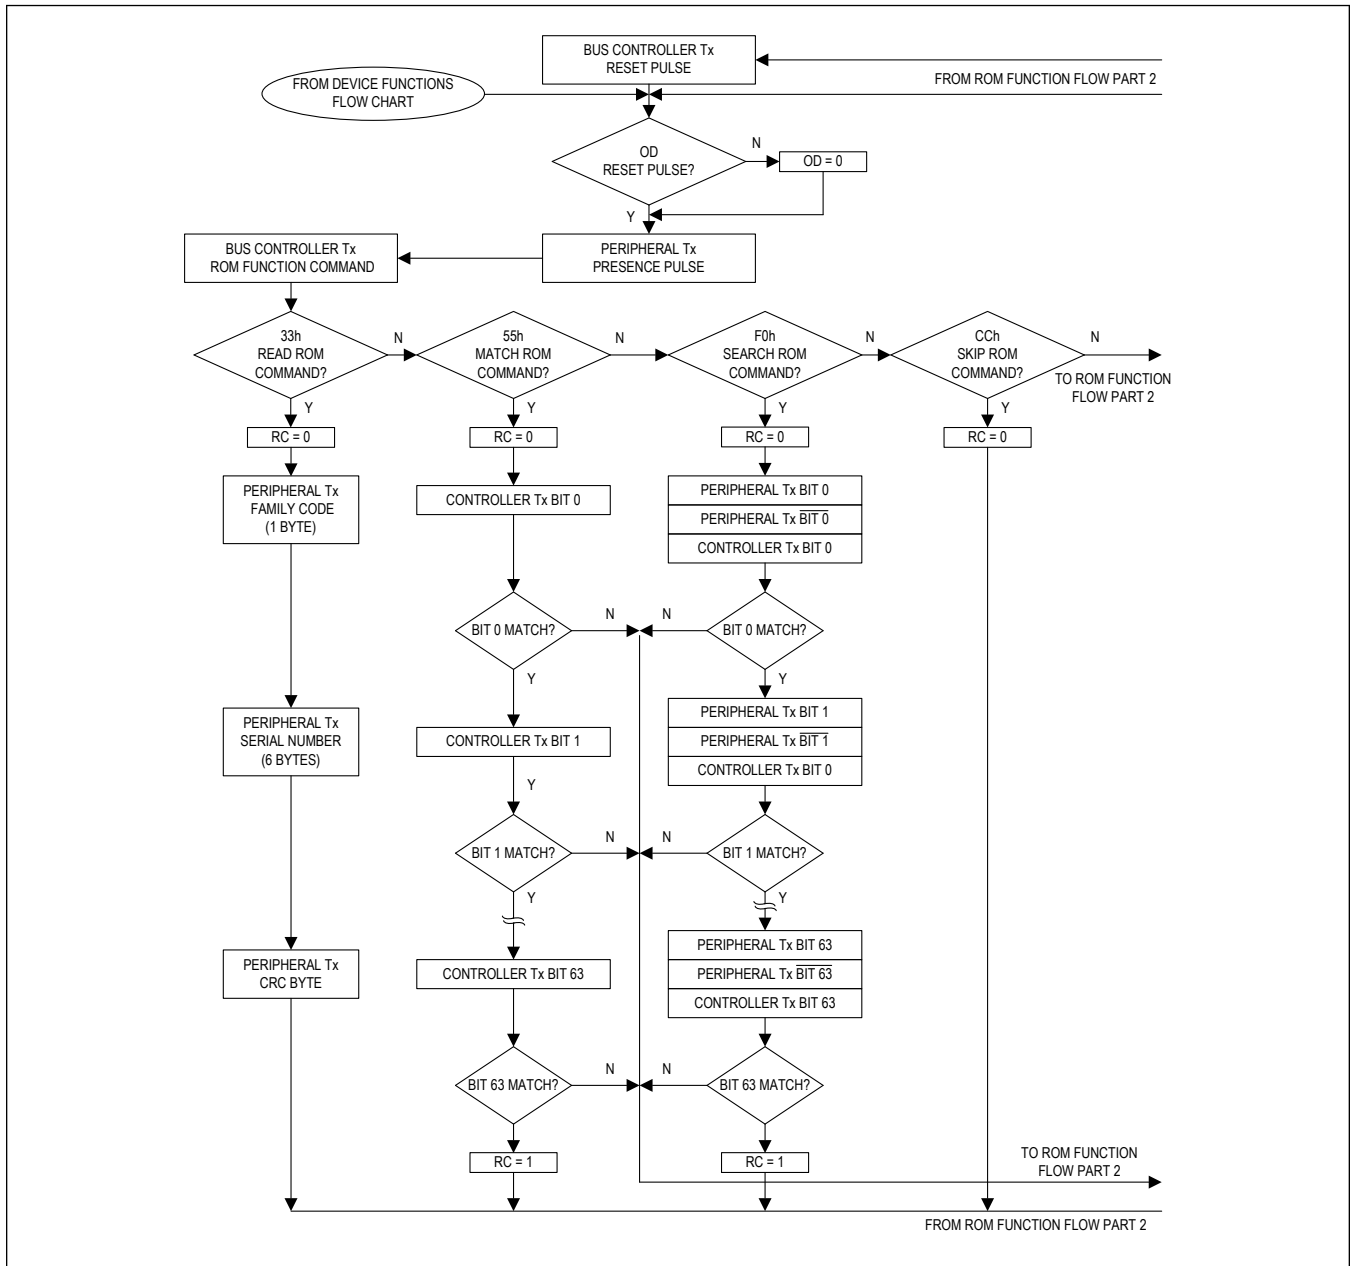 BUS CONTROLLER Tx
RESET PULSE
FROM ROM FUNCTION FLOW PART 2
FROM DEVICE FUNCTIONS
FLOW CHART
OD
RESET PULSE?
N
OD = 0
Y
BUS CONTROLLER Tx
ROM FUNCTION COMMAND
PERIPHERAL Tx
PRESENCE PULSE
33h
READ ROM
COMMAND?
N
55h
MATCH ROM
COMMAND?
N
F0h
SEARCH ROM
COMMAND?
N
CCh
SKIP ROM
COMMAND?
N
TO ROM FUNCTION
FLOW PART 2
Y
Y
Y
Y
RC = 0
RC = 0
RC = 0
RC = 0
PERIPHERAL Tx
FAMILY CODE
(1 BYTE)
CONTROLLER Tx BIT 0
PERIPHERAL Tx BIT 0
PERIPHERAL Tx B̅I̅T̅ ̅0̅
CONTROLLER Tx BIT 0
BIT 0 MATCH?
N
N
BIT 0 MATCH?
Y
Y
PERIPHERAL Tx
SERIAL NUMBER
(6 BYTES)
CONTROLLER Tx BIT 1
PERIPHERAL Tx BIT 1
PERIPHERAL Tx B̅I̅T̅ ̅1̅
CONTROLLER Tx BIT 0
Y
BIT 1 MATCH?
N
N
BIT 1 MATCH?
Y
Y
PERIPHERAL Tx
CRC BYTE
CONTROLLER Tx BIT 63
PERIPHERAL Tx BIT 63
PERIPHERAL Tx B̅I̅T̅ ̅6̅3̅
CONTROLLER Tx BIT 63
BIT 63 MATCH?
N
N
BIT 63 MATCH?
Y
Y
RC = 1
RC = 1
TO ROM FUNCTION
FLOW PART 2
FROM ROM FUNCTION FLOW PART 2